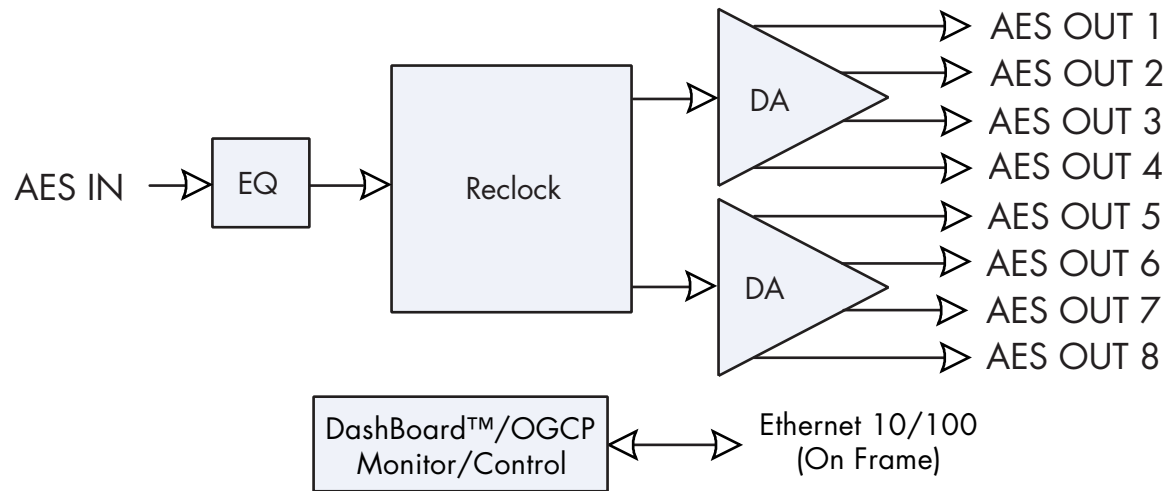 AES IN
EQ
Reclock
DA
DA
AES OUT 1
AES OUT 2
AES OUT 3
AES OUT 4
AES OUT 5
AES OUT 6
AES OUT 7
AES OUT 8
DashBoard™/OGCP
Monitor/Control
Ethernet 10/100
(On Frame)